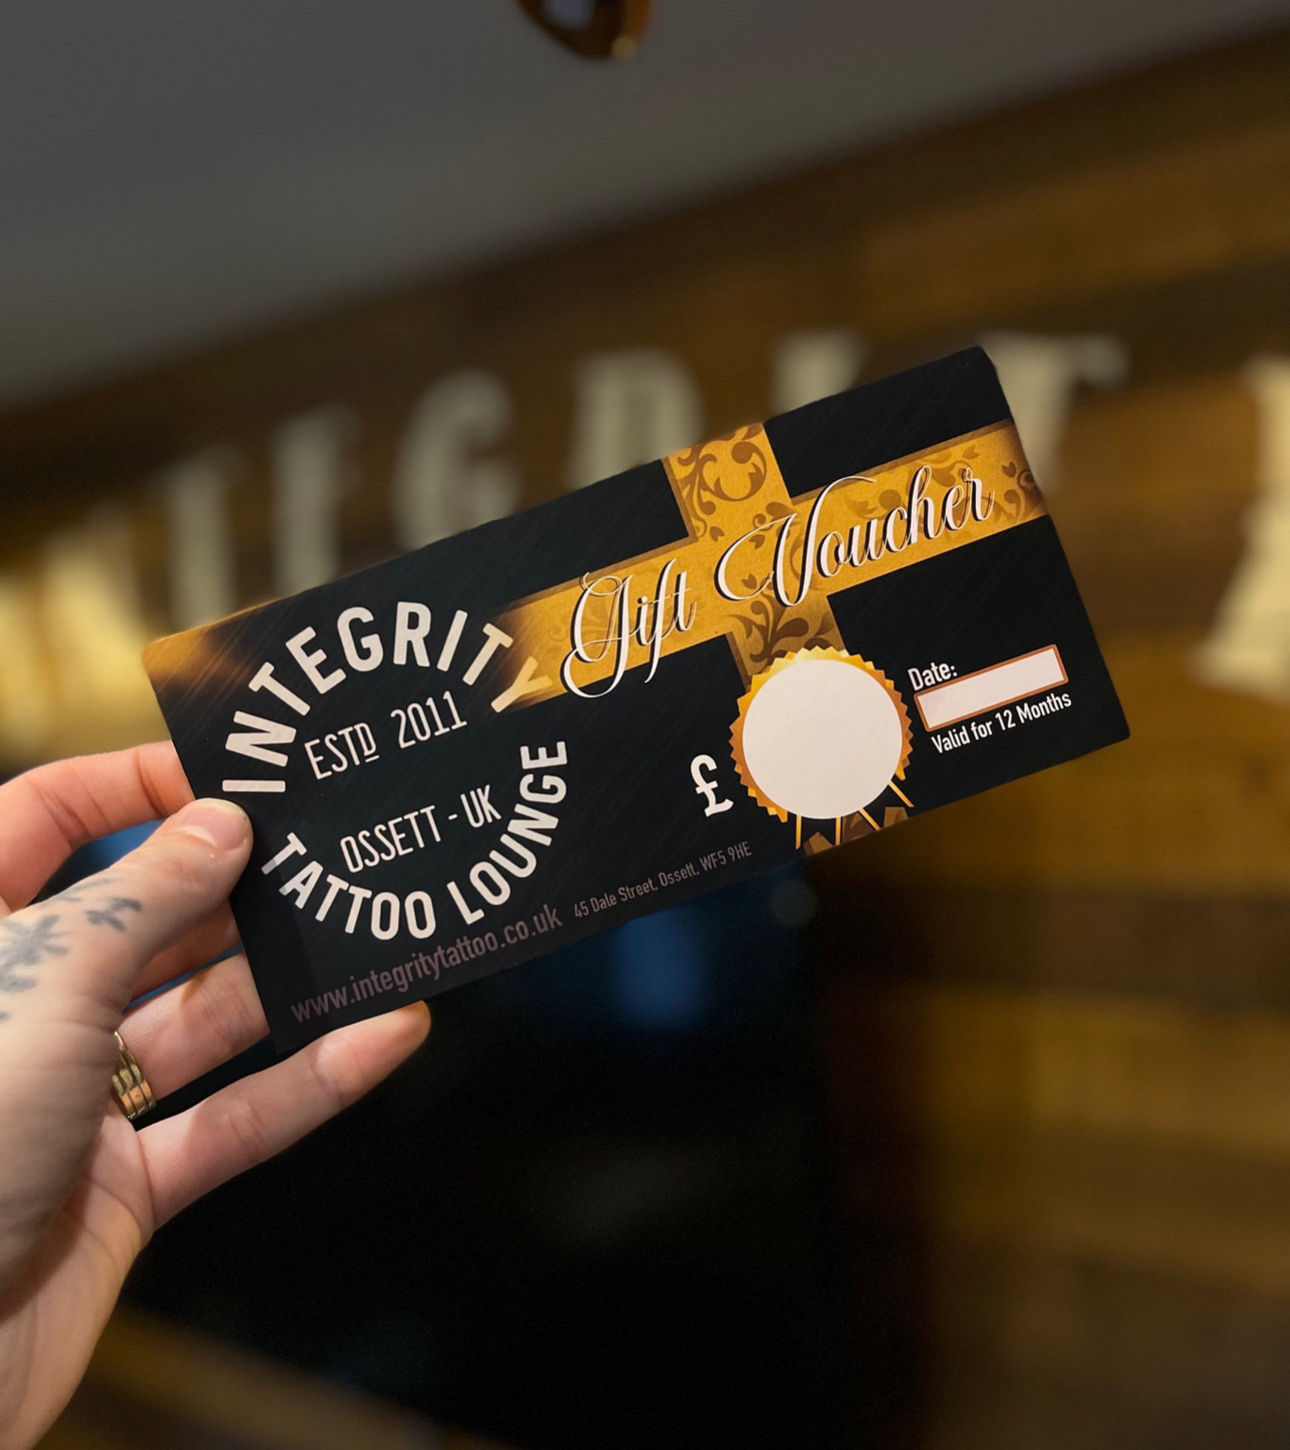 INTEGRITY
ESTD 2011
OSSETT - UK
TATTOO LOUNGE
www.integritytattoo.co.uk
45 Dale Street, Ossett, WF5 9HE
Gift Voucher
£
Date:
Valid for 12 Months
INTEGRITY